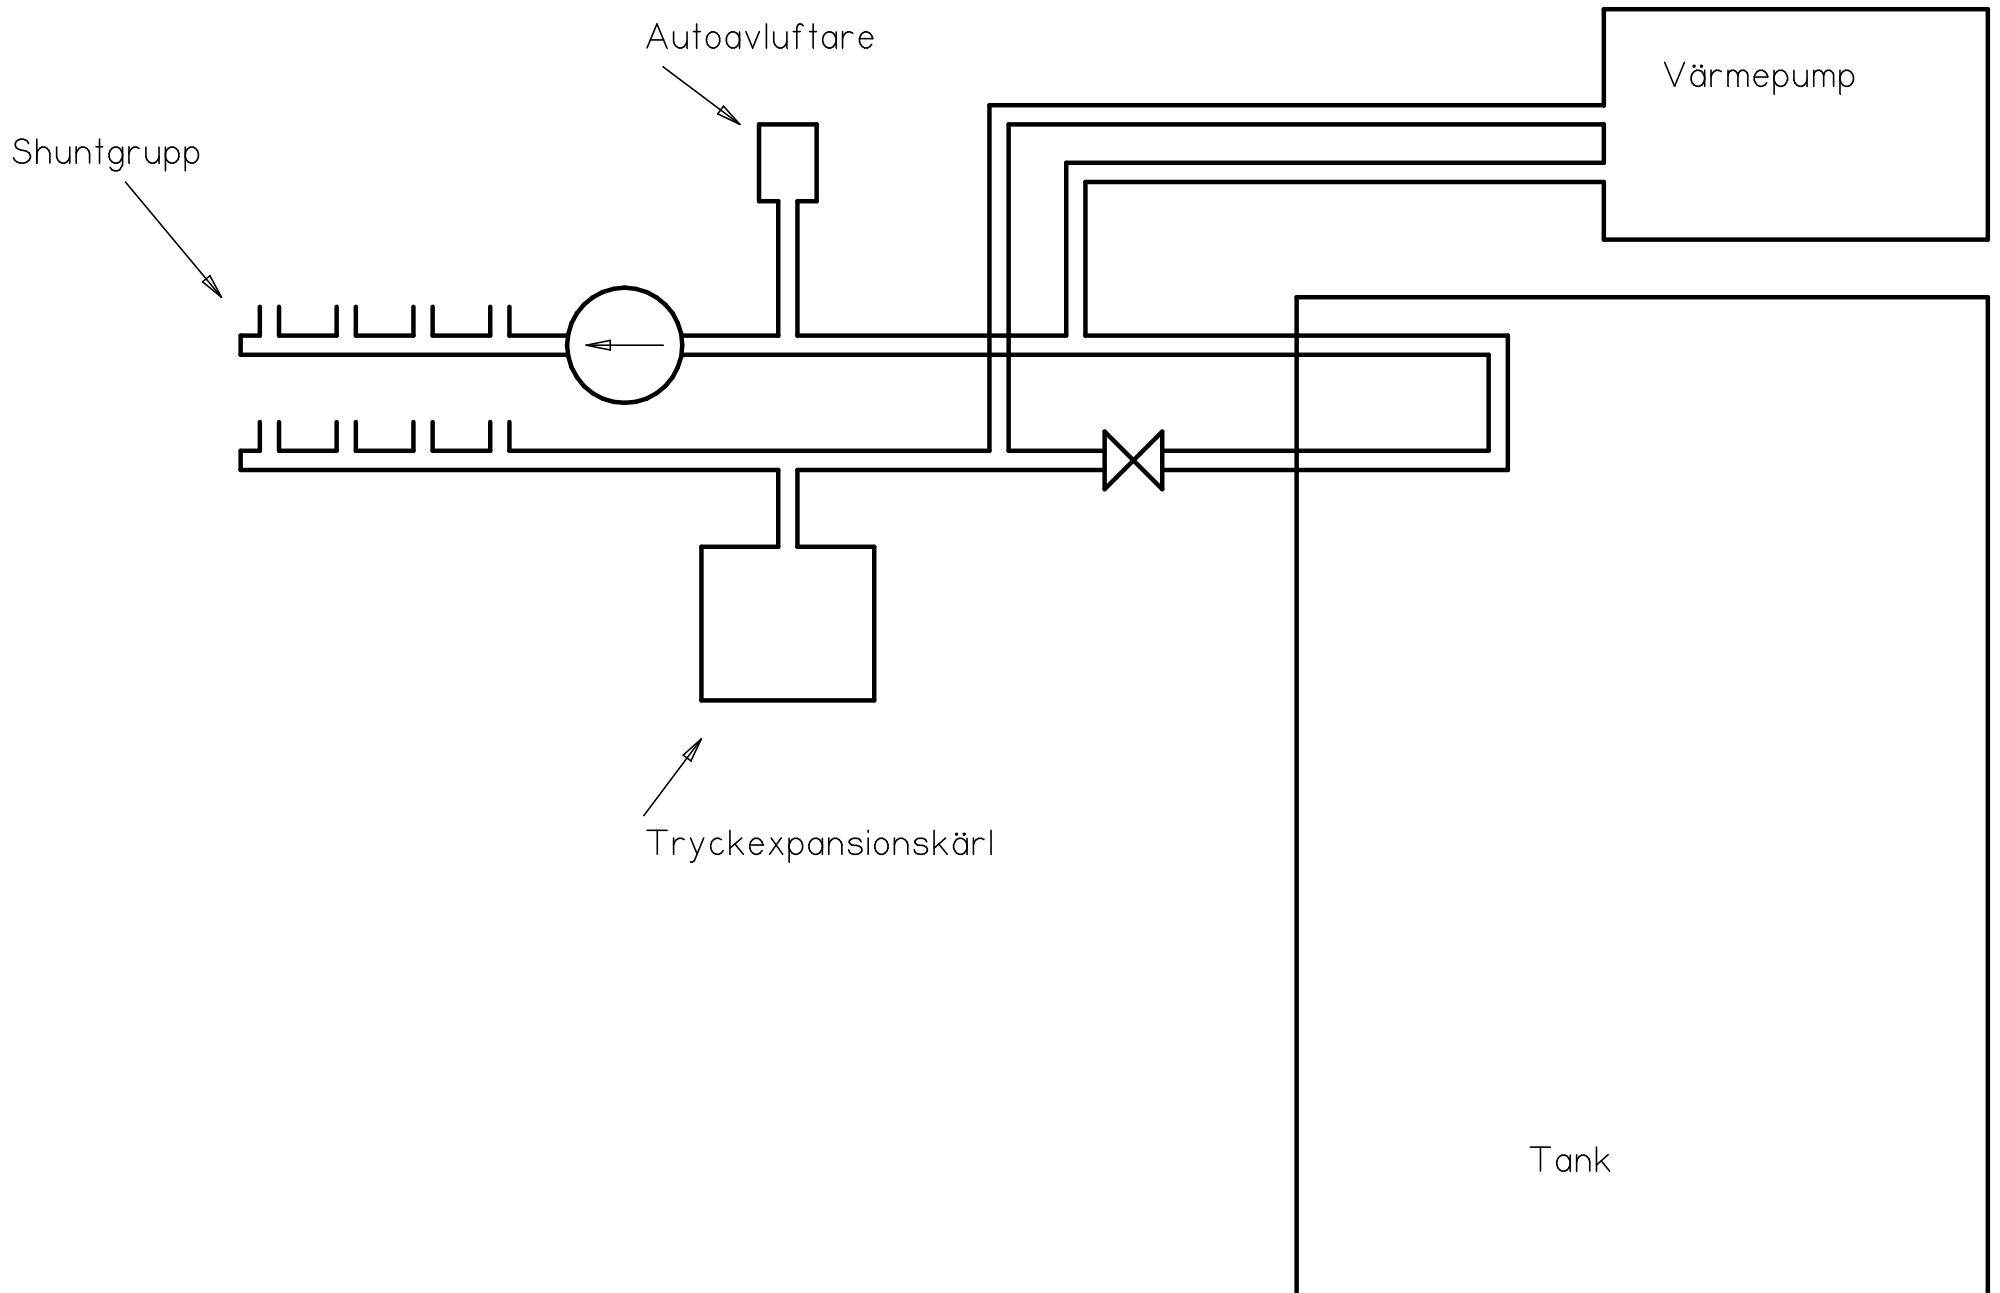 Autoavluftare
Värmepump
Shuntgrupp
Tryckexpansionskärl
Tank